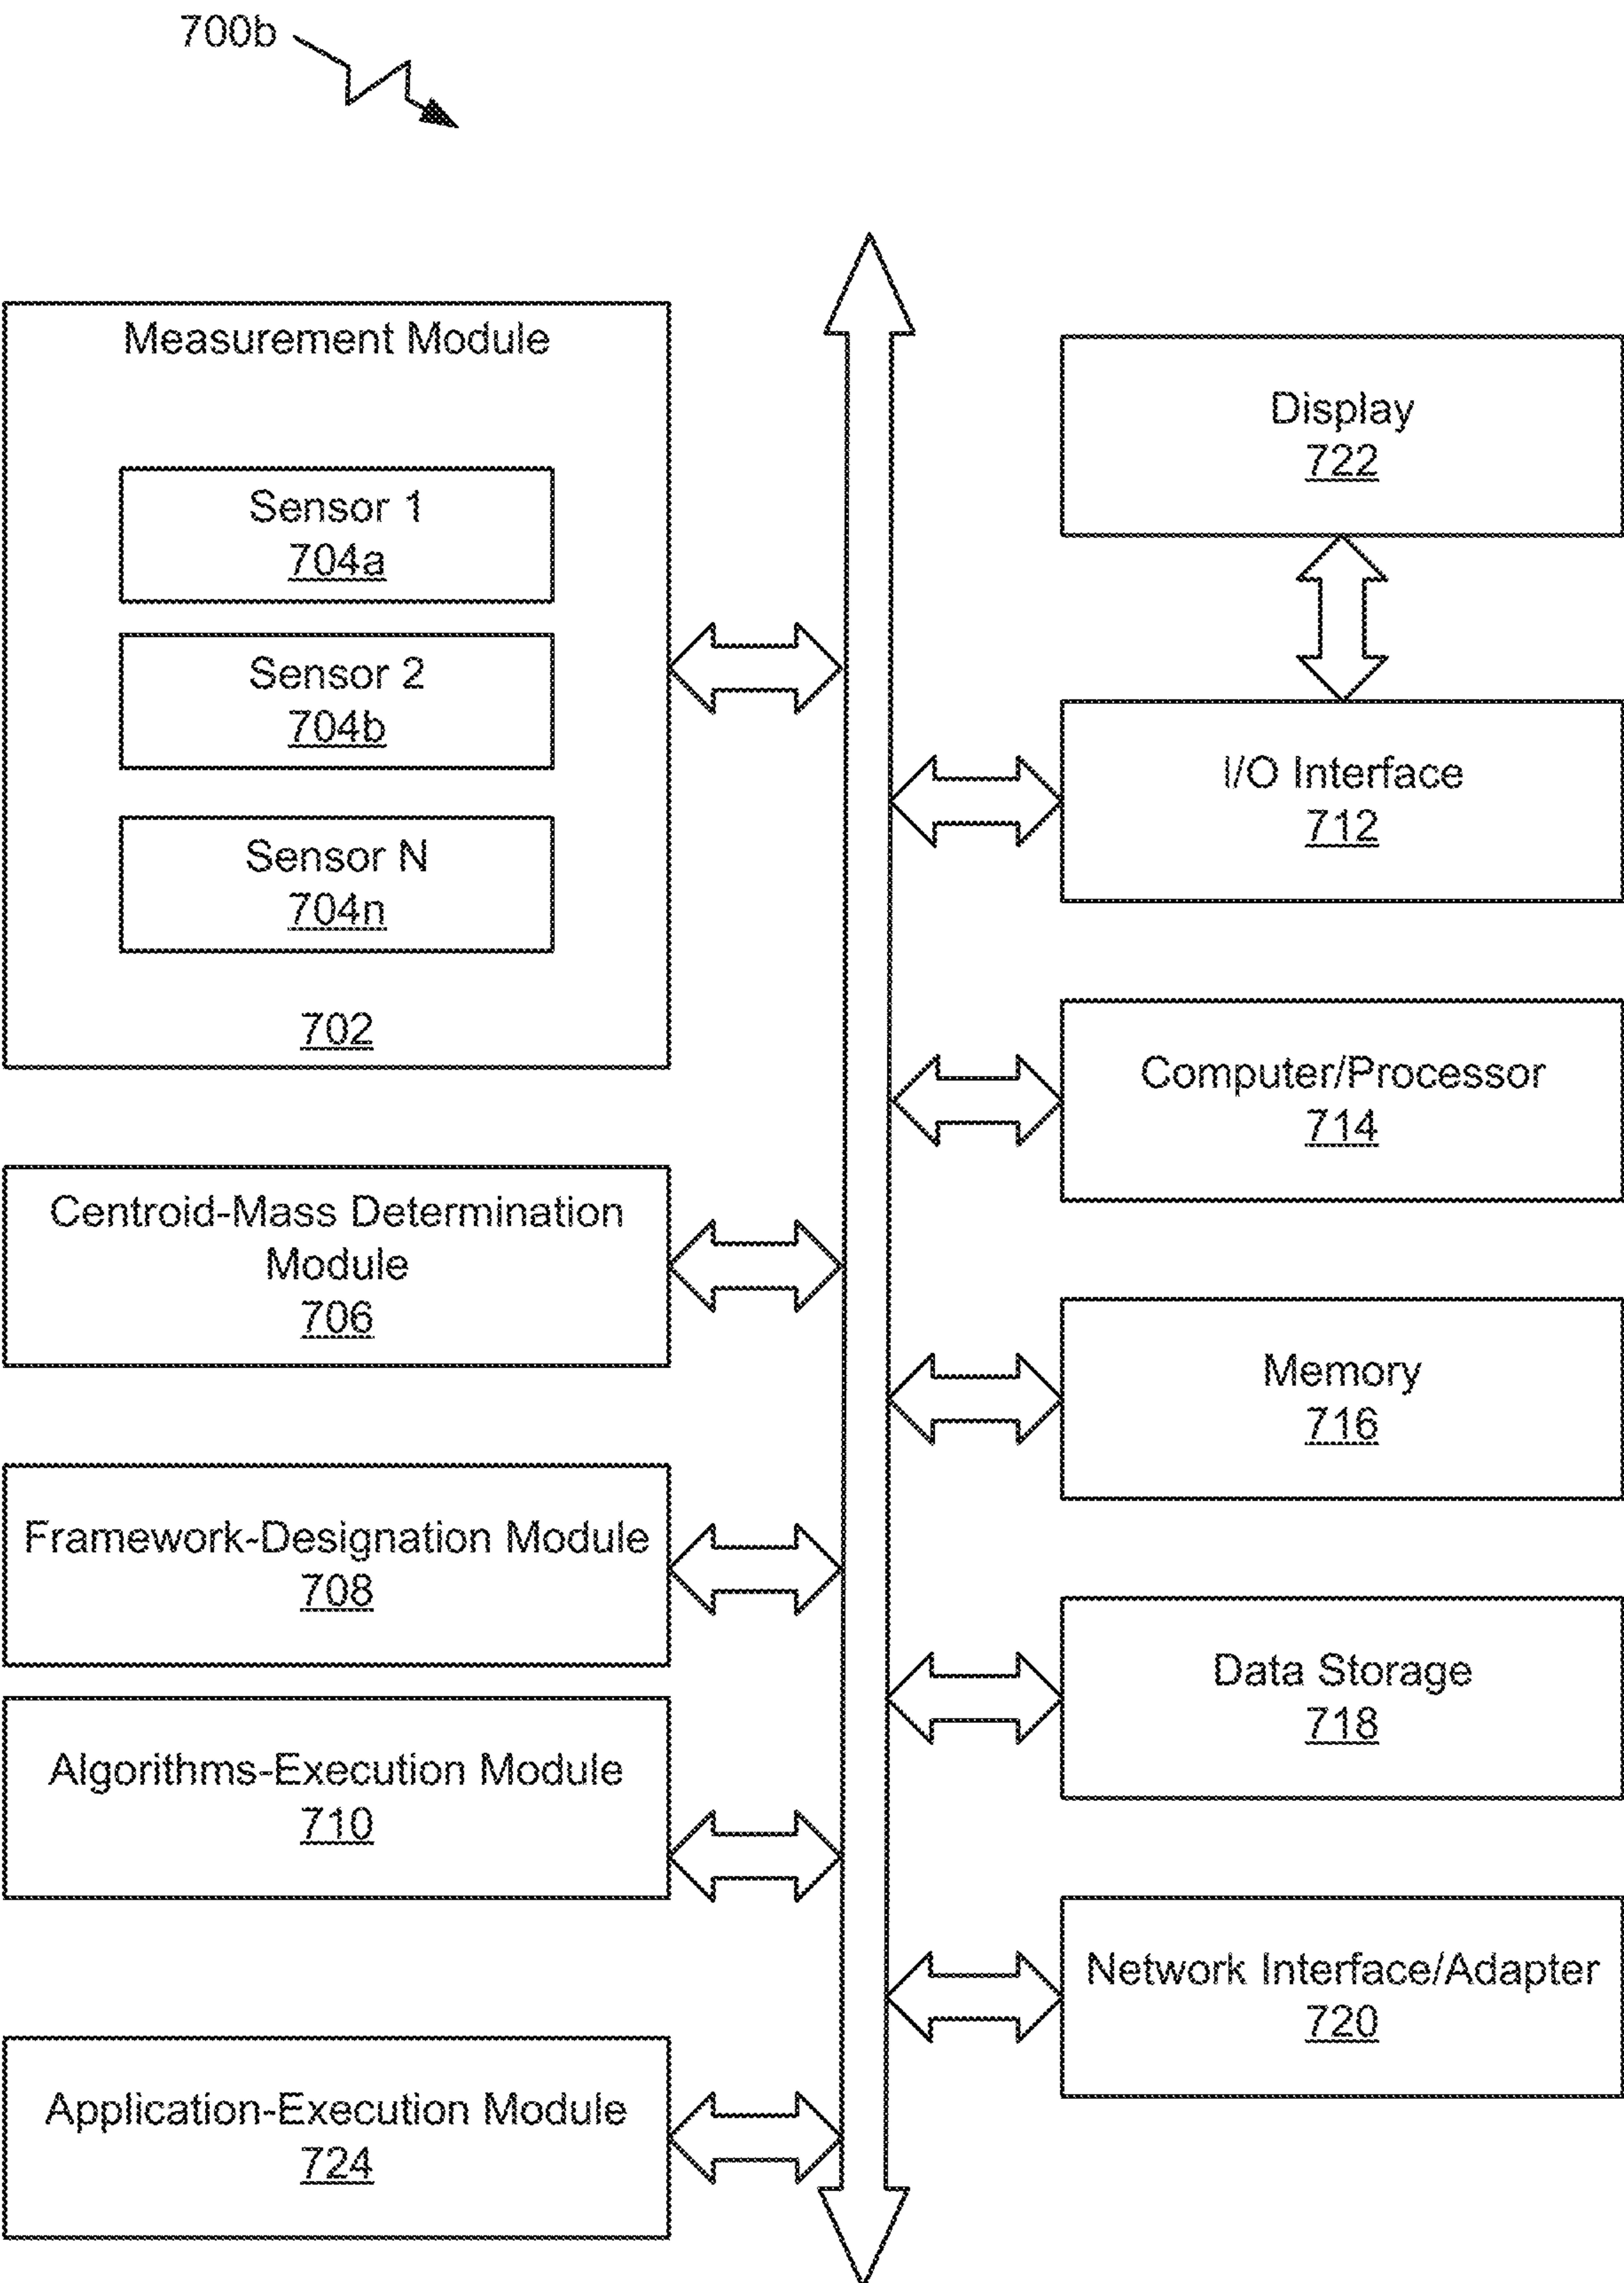 700b
Measurement Module
Sensor 1
704a
Sensor 2
704b
Sensor N
704n
702
Centroid-Mass Determination
Module
706
Framework-Designation Module
708
Algorithms-Execution Module
710
Application-Execution Module
724
Display
722
I/O Interface
712
Computer/Processor
714
Memory
716
Data Storage
718
Network Interface/Adapter
720